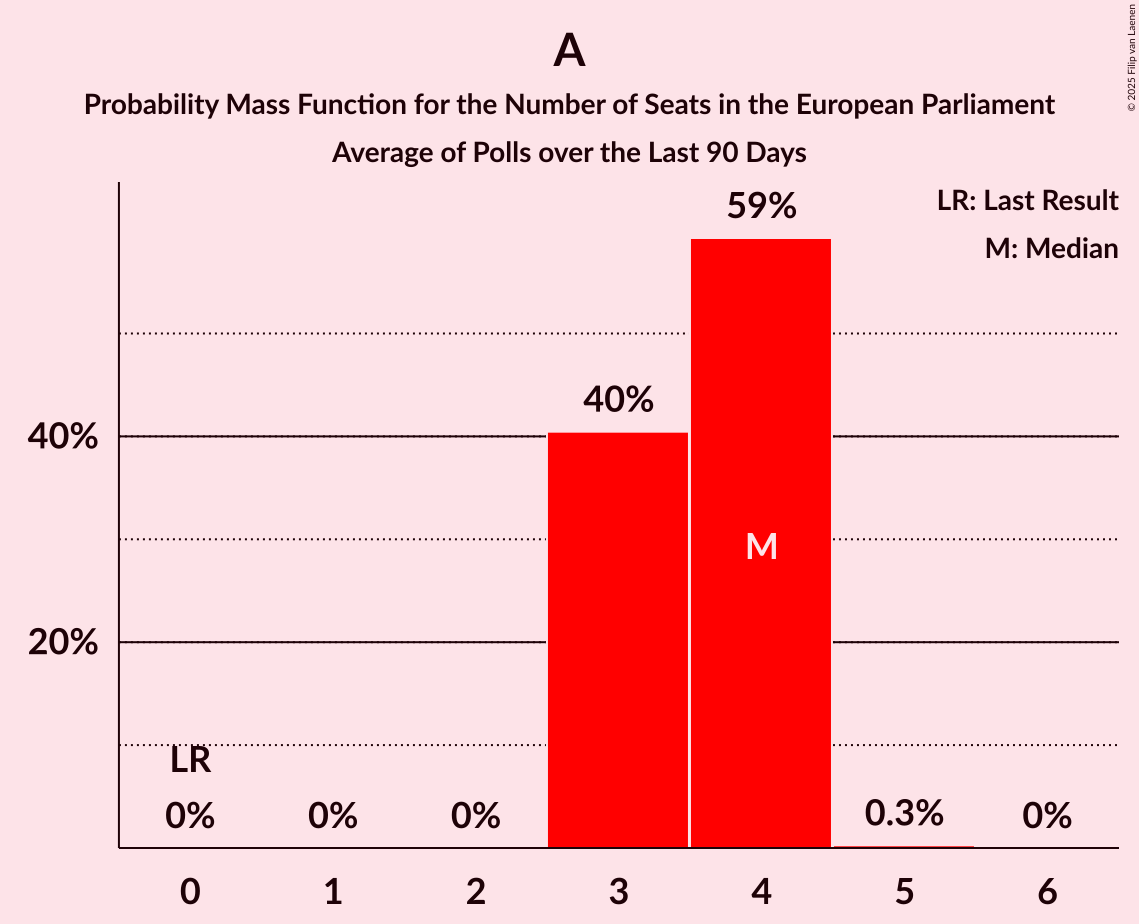 A
Probability Mass Function for the Number of Seats in the European Parliament
Average of Polls over the Last 90 Days
© 2025 Filip van Laenen
LR: Last Result
M: Median
59%
40%
40%
M
20%
LR
0%
0%
0%
0.3%
0%
0
1
2
3
4
5
6